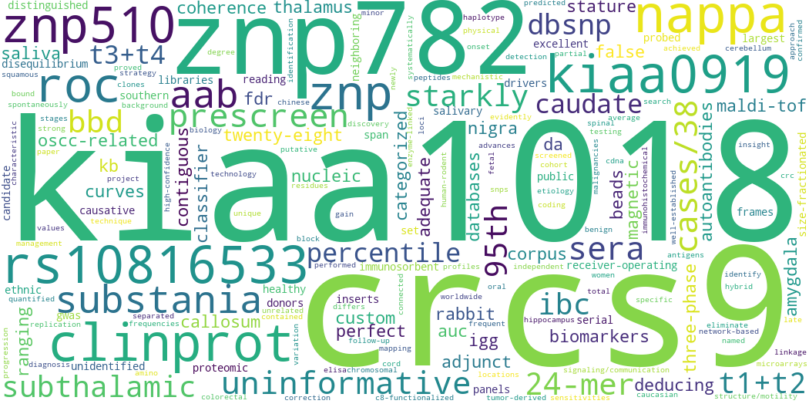 distinguished
coherence thalamus
minor
predicted
stature
nappa
znp510
znp782
dbsnp
haplotype
physical
onset
excellent
partial
false
probed
largest
achieved
cerebellum
approach
confirmed
saliva
t3+t4
disequilibrium
squamous
strategy
proved
clones
southern
libraries
degree
identification
neighboring
systematically
newly
reading
chinese
peptides
mechanistic
detection
drivers
kiaa0919
roc
aab
fdr
znp
starkly
caudate
search
maldi-tof
bound
spontaneously
background
prescreen
bbd
stages
strong
paper
oscc-related
twenty-eight
discovery
span
enzyme-linked
categorized
salivary
evidently
nigra
loci
advances
biology
putative
kiaa1018
da
screened
cohort
public
etiology
coding
spinal
testing
average
cdna
snps
benign
malignancies
immunohistochemical
magnetic
beads
cases/38
well-established
autoantibodies
insight
frames
crc
size-fractionated
candidate
characteristic
kb
project
curves
values
causative
technique
management
high-confidence
contiguous
classifier
technology
unique
nucleic
residues
gain
block
set
adequate
fetal
human-rodent
databases
95th
antigens
rs10816533
percentile
sera
corpus
receiver-operating
independent
women
performed
immunosorbent
profiles
crcs9
three-phase
identify
hybrid
eliminate
network-based
named
amygdala
late
ethnic
quantified
gwas
replication
substania
separated
contained
frequencies
healthy
donors
unrelated
variation
inserts
differs
custom
perfect
follow-up
mapping
connected
worldwide
rabbit
auc
igg
oral
frequent
ibc
hippocampus
total
serial
specific
biomarkers
deducing
linkage
microarrays
ranging
progression
clinprot
callosum
unidentified
diagnosis
amino
proteomic
elisa
chromosomal
cord
adjunct
locations
signaling/communication
subthalamic
colorectal
uninformative
correction
c8-functionalized
panels
tumor-derived
24-mer
sensitivities
caucasian
t1+t2
structure/motility